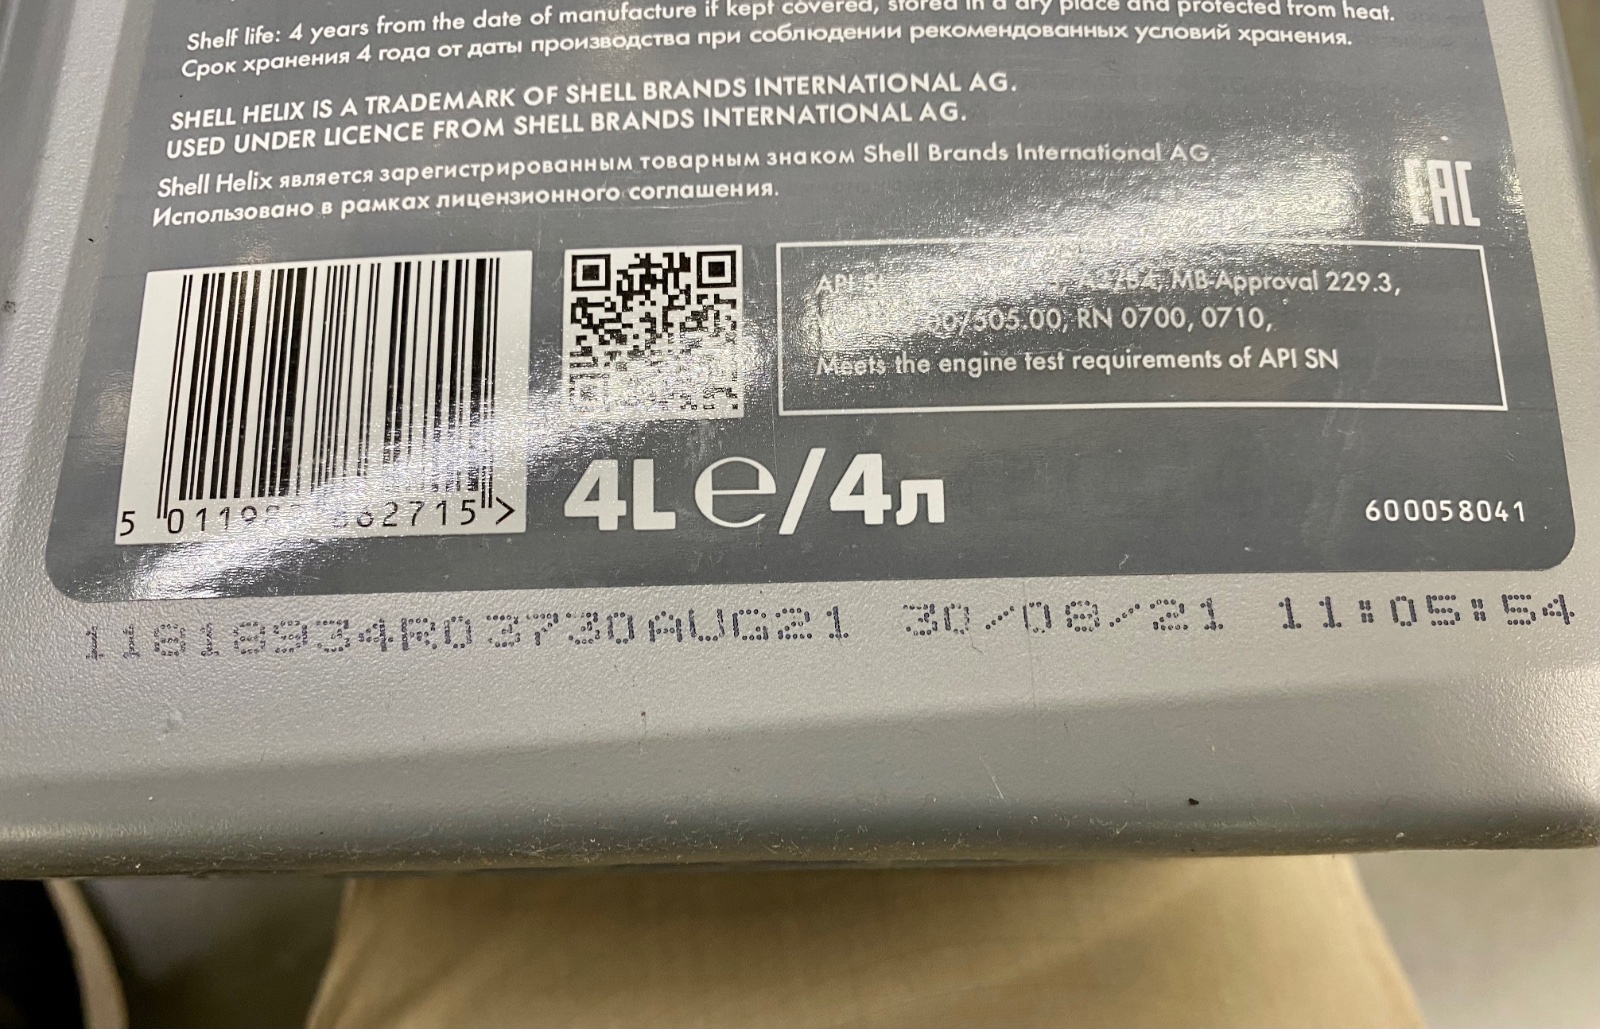 Shelf life: 4 years from the date of manufacture if kept covered, stored in a dry place and protected from heat.
Срок хранения 4 года от даты производства при соблюдении рекомендованных условий хранения.
SHELL HELIX IS A TRADEMARK OF SHELL BRANDS INTERNATIONAL AG.
USED UNDER LICENCE FROM SHELL BRANDS INTERNATIONAL AG.
Shell Helix является зарегистрированным товарным знаком Shell Brands International AG.
Использовано в рамках лицензионного соглашения.
EAC
API A3/B4, MB-Approval 229.3,
RN 0700, 0710,
Meets the engine test requirements of API SN
5
4L e/4л
600058041
30/08/21 11:05:54